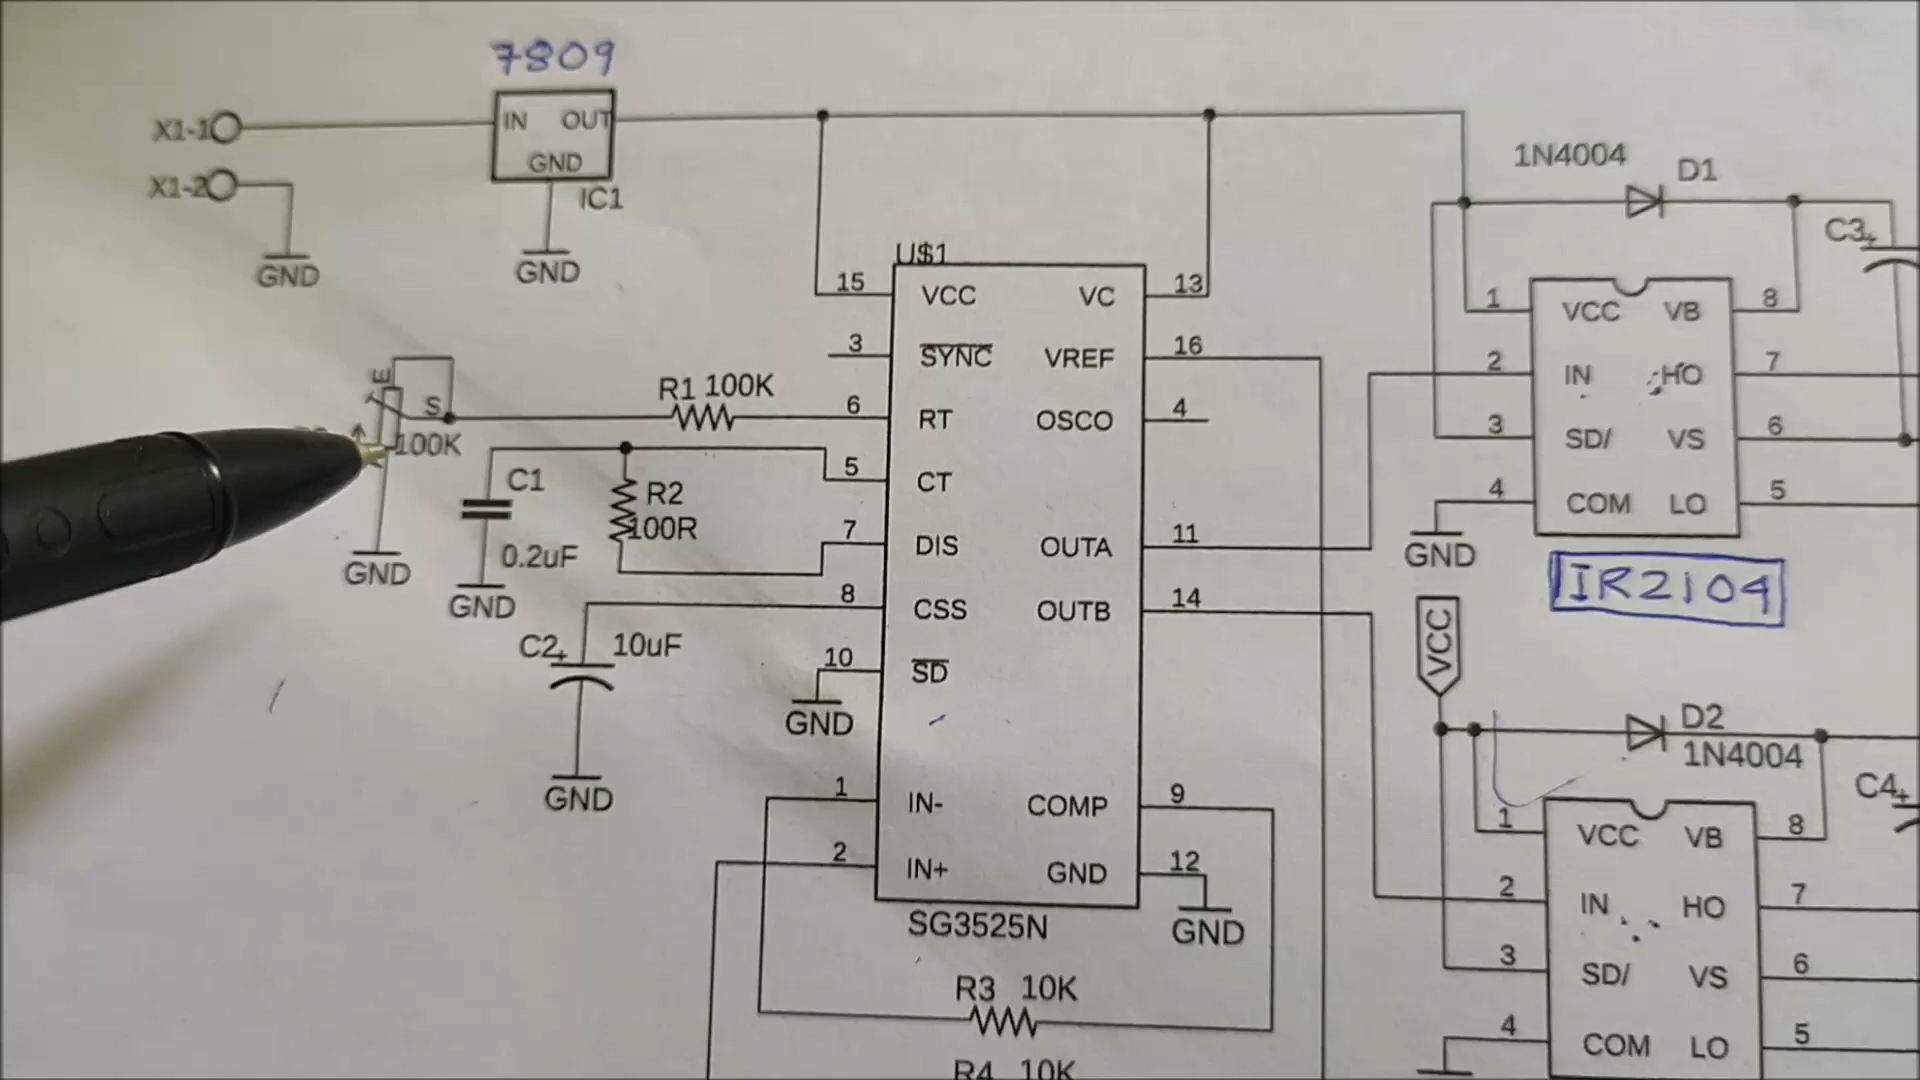 7809
X1-1
IN OUT
GND
IC1
X1-2
GND
GND
1N4004 D1
C3+
U$1
15 VCC VC 13
3 SYNC VREF 16
6 RT OSCO 4
5 CT
7 DIS OUTA 11
8 CSS OUTB 14
10 SD
1 IN- COMP 9
2 IN+ GND 12
SG3525N
E
S
100K
GND
R1 100K
C1
0.2uF
GND
R2
100R
C2+ 10uF
GND
GND
GND
R3 10K
R4 10K
1 VCC VB 8
2 IN HO 7
3 SD/ VS 6
4 COM LO 5
GND
IR2104
VCC
D2
1N4004
C4+
1 VCC VB 8
2 IN HO 7
3 SD/ VS 6
4 COM LO 5